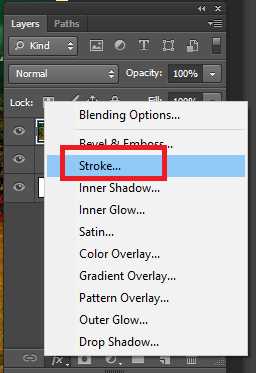 Layers Paths
Kind
Normal Opacity: 100%
Lock: Fill: 100%
Blending Options...
Bevel & Emboss...
Stroke...
Inner Shadow...
Inner Glow...
Satin...
Color Overlay...
Gradient Overlay...
Pattern Overlay...
Outer Glow...
Drop Shadow...
fx